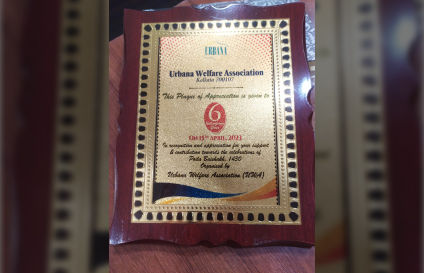 URBANA
Urbana Welfare Association
Kolkata 700107
This Plaque of Appreciation is given to
6
On 15th APRIL, 2023
In recognition and appreciation for your support
& contribution towards the celebrations of
Poila Baishakh, 1430
Organised by
Urbana Welfare Association (UWA)